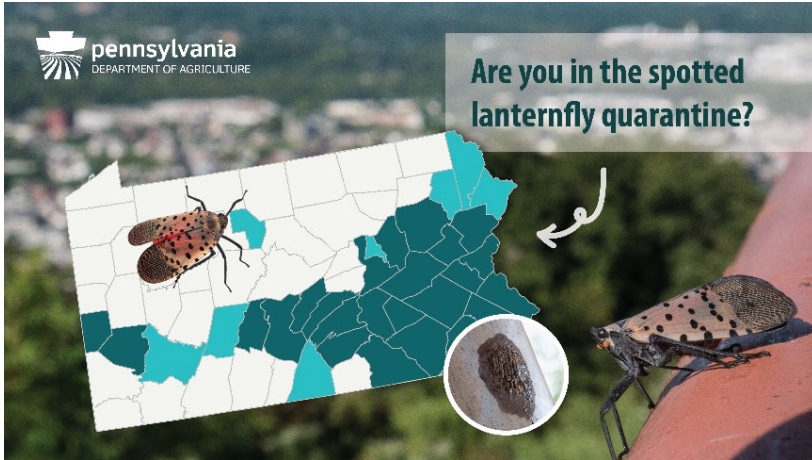 pennsylvania
DEPARTMENT OF AGRICULTURE
Are you in the spotted
lanternfly quarantine?